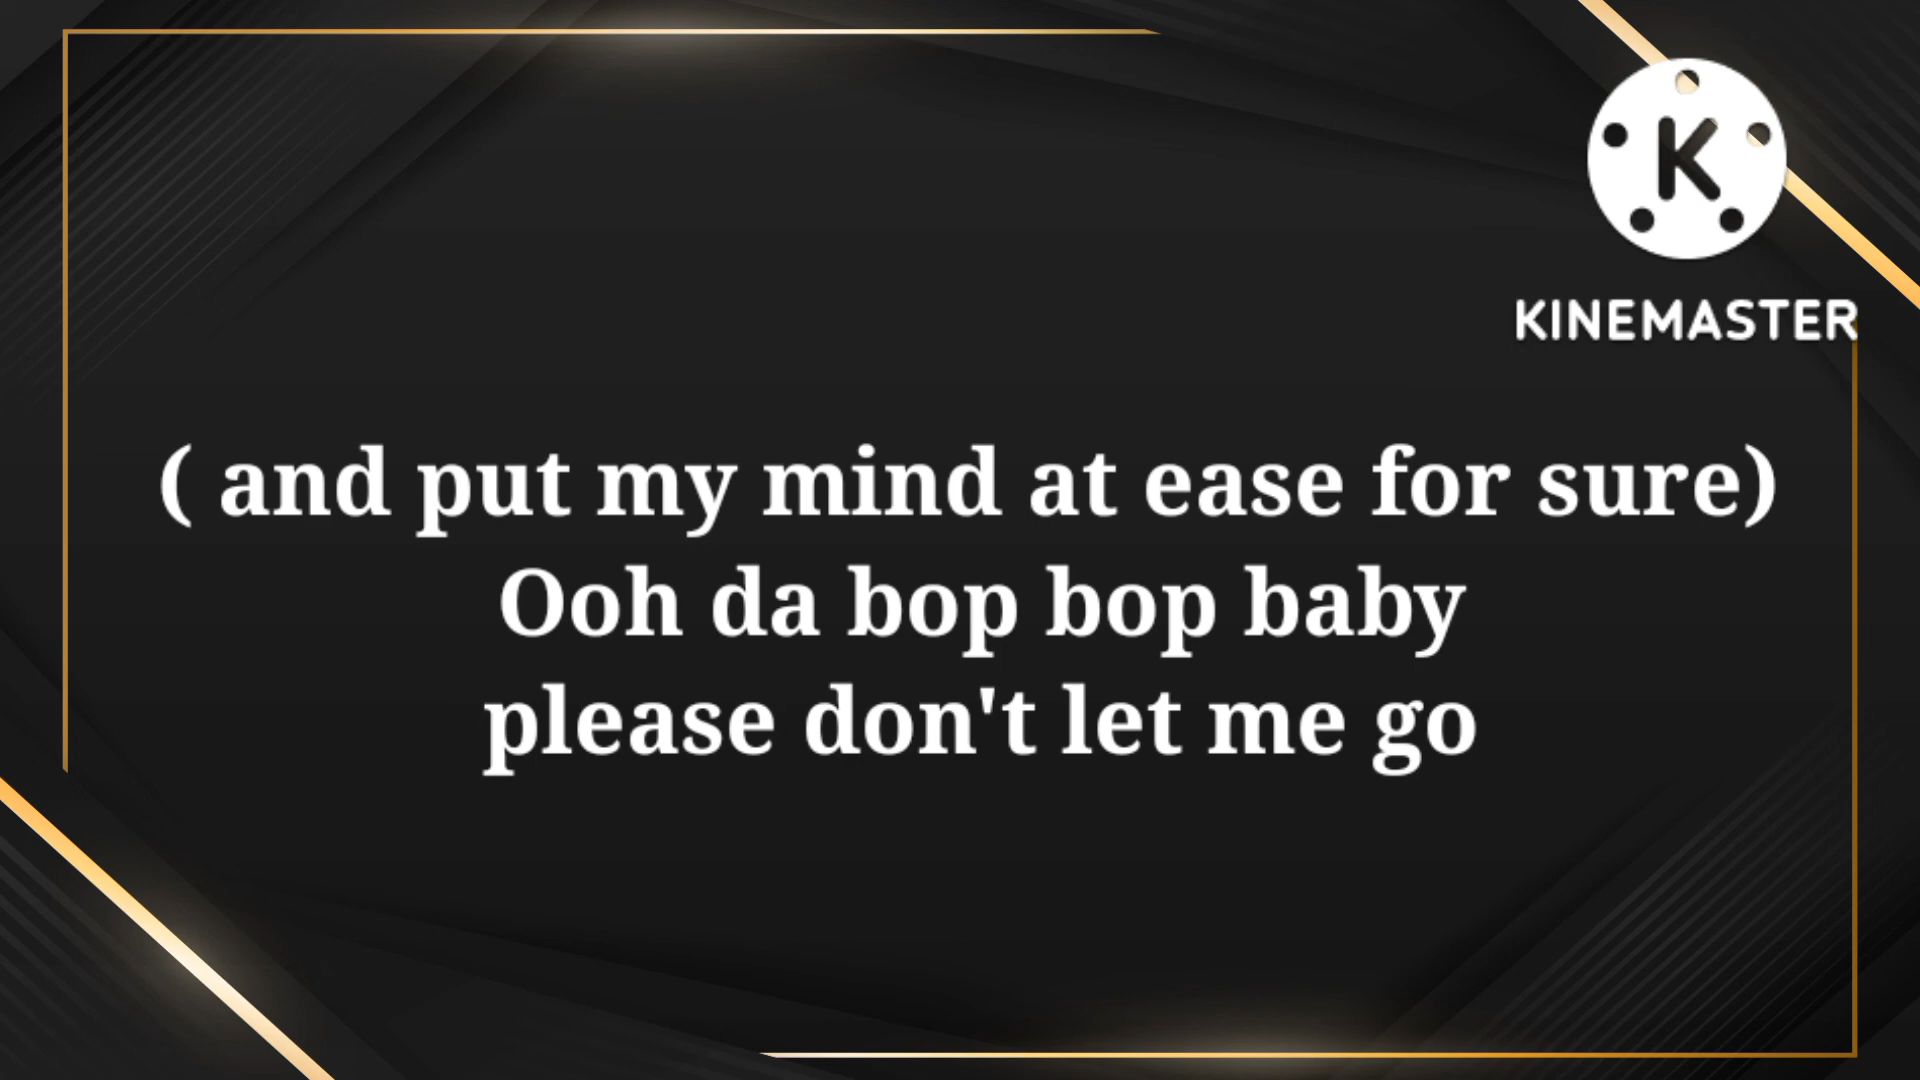 K
KINEMASTER
( and put my mind at ease for sure)
Ooh da bop bop baby
please don't let me go